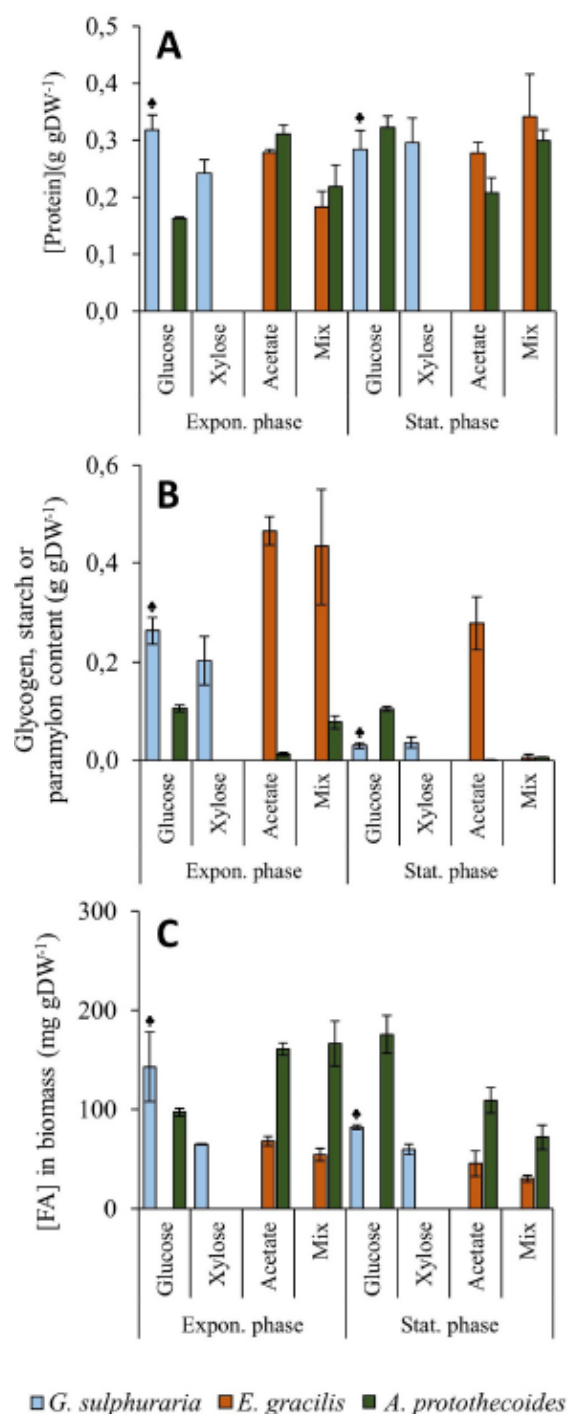 A
[Protein](g gDW⁻¹)
0,5
0,4
0,3
0,2
0,1
0,0
♠ ♠
Glucose Xylose Acetate Mix Glucose Xylose Acetate Mix
Expon. phase Stat. phase
B
Glycogen, starch or
paramylon content (g gDW⁻¹)
0,6
0,4
0,2
0,0
♠ ♠
Glucose Xylose Acetate Mix Glucose Xylose Acetate Mix
Expon. phase Stat. phase
C
[FA] in biomass (mg gDW⁻¹)
300
200
100
0
♠ ♠
Glucose Xylose Acetate Mix Glucose Xylose Acetate Mix
Expon. phase Stat. phase
G. sulphuraria E. gracilis A. protothecoides